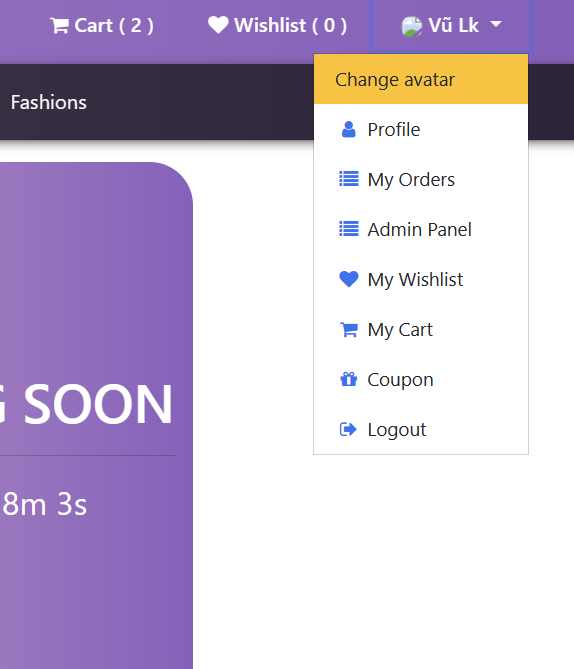 Cart ( 2 ) Wishlist ( 0 ) Vũ Lk
Change avatar
Fashions
Profile
My Orders
Admin Panel
My Wishlist
My Cart
Coupon
Logout
SOON
8m 3s